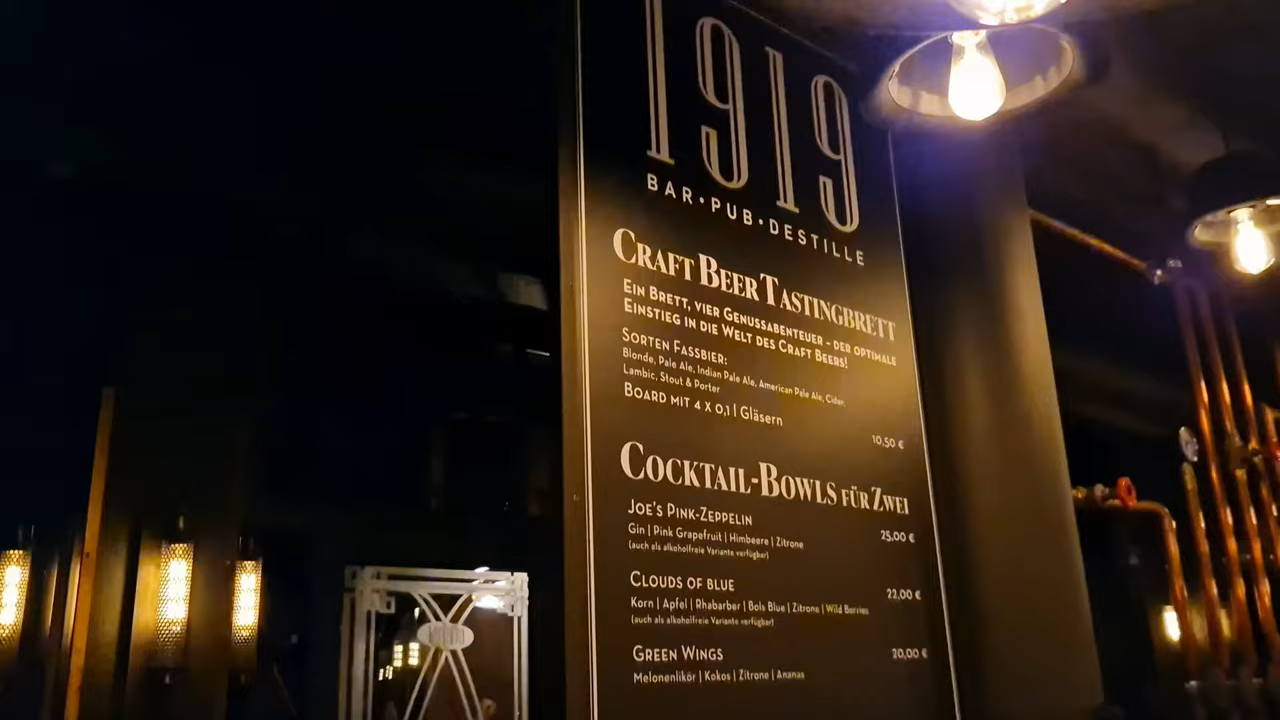 1919
BAR•PUB•DESTILLE
CRAFT BEER TASTINGBRETT
EIN BRETT, VIER GENUSSABENTEUER - DER OPTIMALE
EINSTIEG IN DIE WELT DES CRAFT BEERS!
SORTEN FASSBIER:
Blonde, Pale Ale, Indian Pale Ale, American Pale Ale, Cider,
Lambic, Stout & Porter
BOARD MIT 4 X 0,1 l Gläsern
10,50 €
COCKTAIL-BOWLS FÜR ZWEI
JOE'S PINK-ZEPPELIN
Gin | Pink Grapefruit | Himbeere | Zitrone 25,00 €
(auch als alkoholfreie Variante verfügbar)
CLOUDS OF BLUE 22,00 €
Korn | Apfel | Rhabarber | Bols Blue | Zitrone | Wild Berries
(auch als alkoholfreie Variante verfügbar)
GREEN WINGS 20,00 €
Melonenlikör | Kokos | Zitrone | Ananas